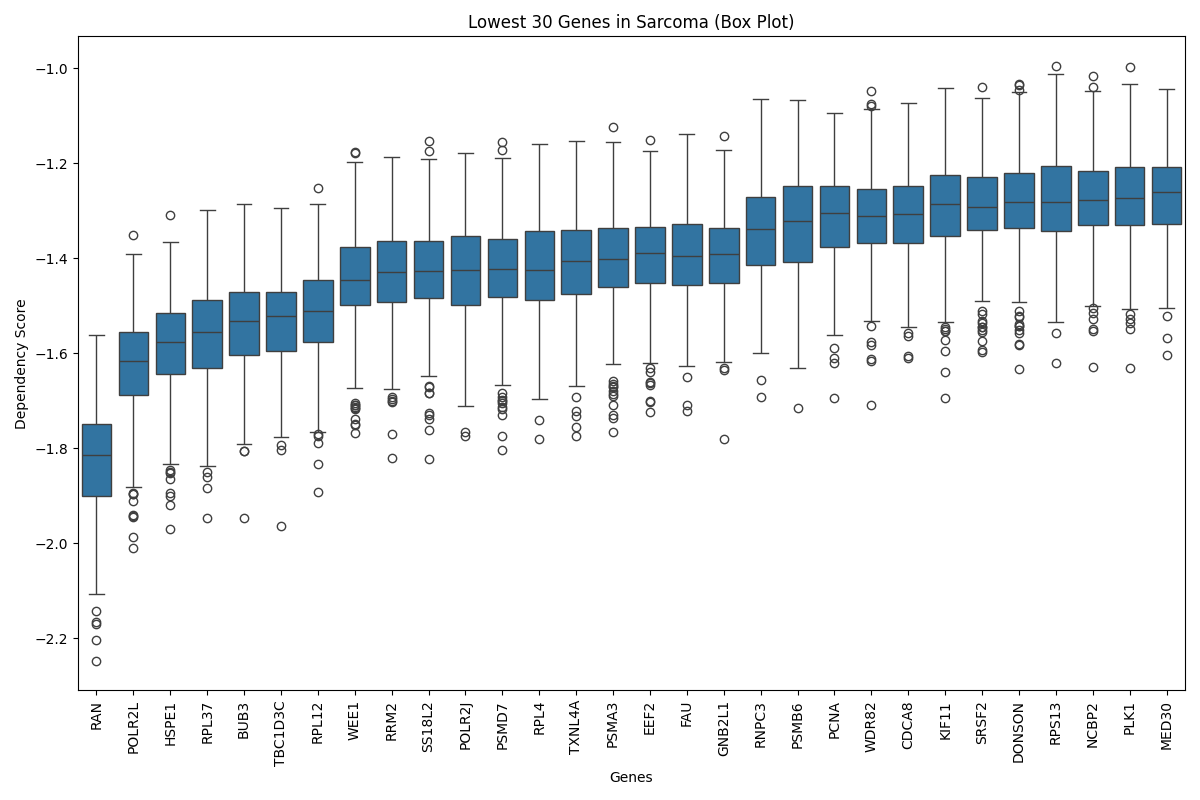 Lowest 30 Genes in Sarcoma (Box Plot)
Dependency Score
−1.0
−1.2
−1.4
−1.6
−1.8
−2.0
−2.2
RAN
POLR2L
HSPE1
RPL37
BUB3
TBC1D3C
RPL12
WEE1
RRM2
SS18L2
POLR2J
PSMD7
RPL4
TXNL4A
PSMA3
EEF2
FAU
GNB2L1
RNPC3
PSMB6
PCNA
WDR82
CDCA8
KIF11
SRSF2
DONSON
RPS13
NCBP2
PLK1
MED30
Genes